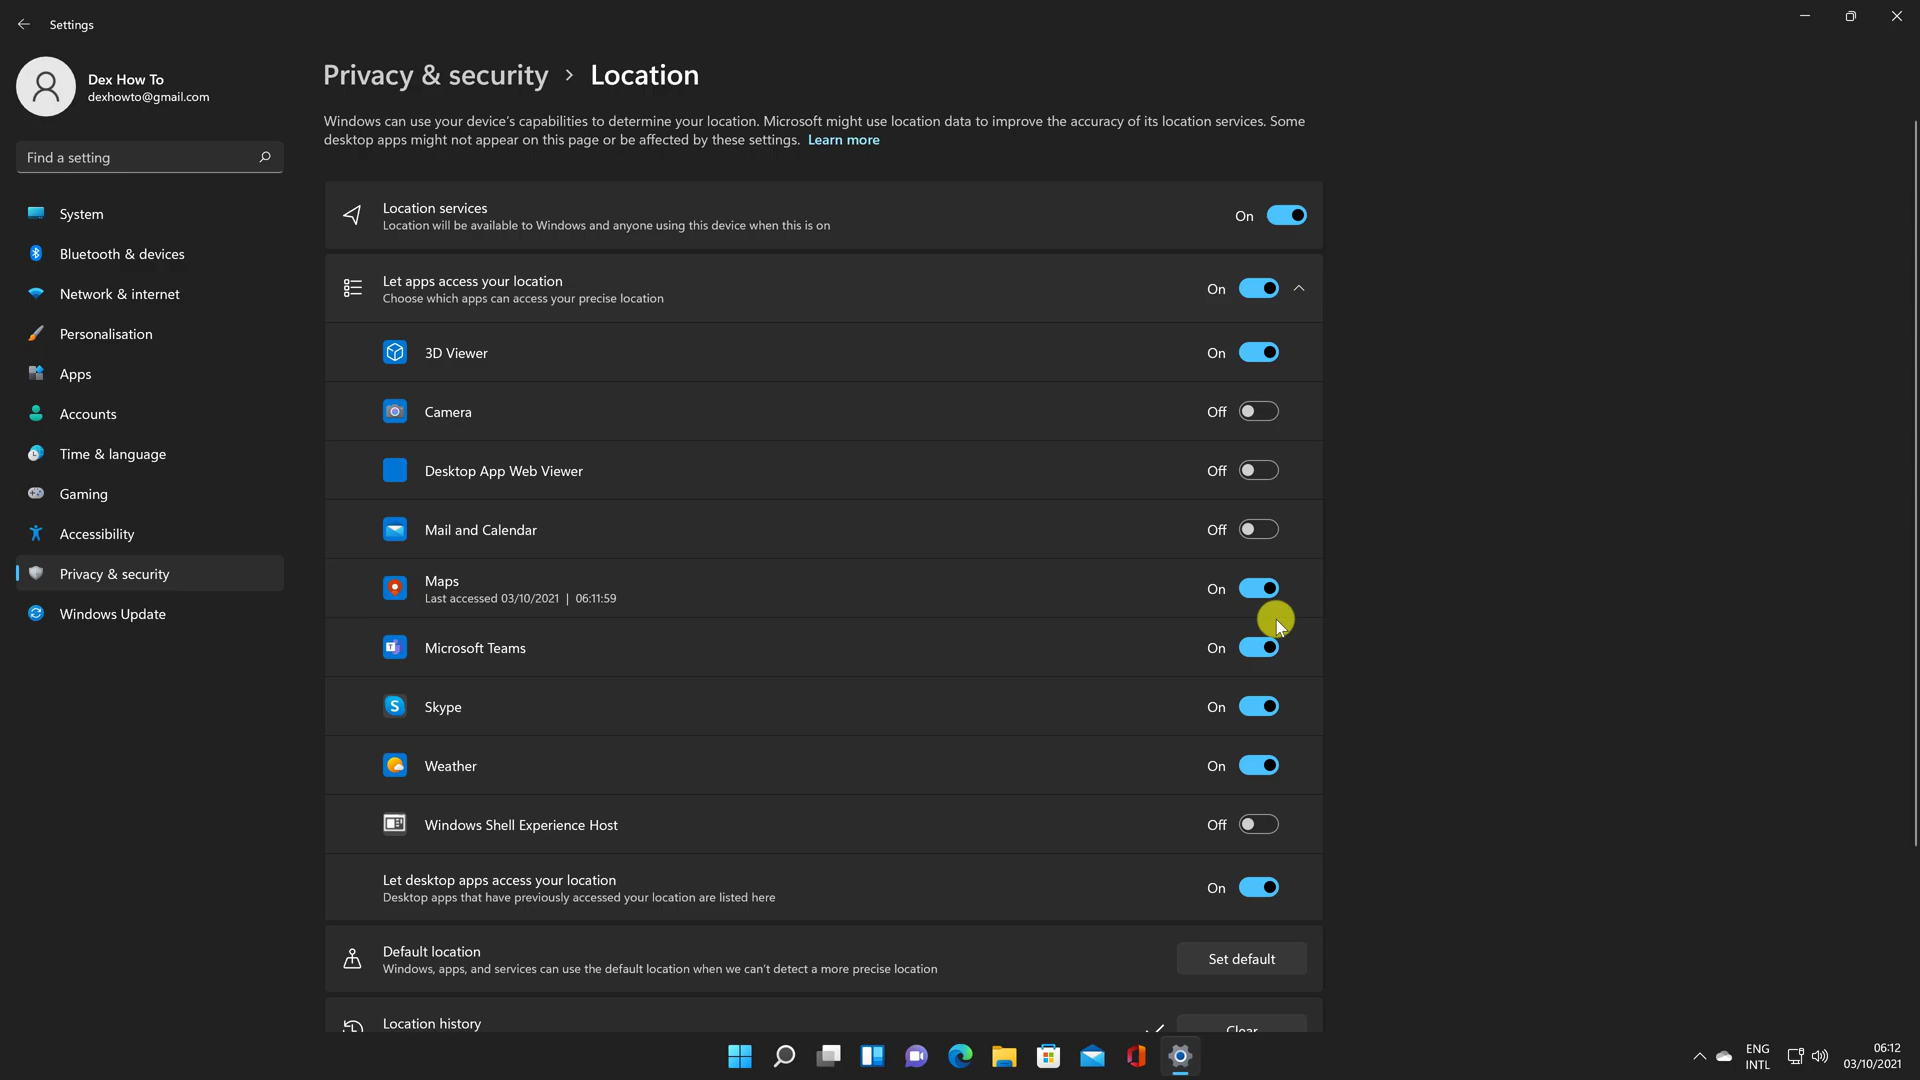 Settings
Dex How To
dexhowto@gmail.com
Find a setting
System
Bluetooth & devices
Network & internet
Personalisation
Apps
Accounts
Time & language
Gaming
Accessibility
Privacy & security
Windows Update
Privacy & security > Location
Windows can use your device's capabilities to determine your location. Microsoft might use location data to improve the accuracy of its location services. Some
desktop apps might not appear on this page or be affected by these settings. Learn more
Location services
Location will be available to Windows and anyone using this device when this is on
On
Let apps access your location
Choose which apps can access your precise location
On
3D Viewer
On
Camera
Off
Desktop App Web Viewer
Off
Mail and Calendar
Off
Maps
Last accessed 03/10/2021 | 06:11:59
On
Microsoft Teams
On
Skype
On
Weather
On
Windows Shell Experience Host
Off
Let desktop apps access your location
Desktop apps that have previously accessed your location are listed here
On
Default location
Windows, apps, and services can use the default location when we can't detect a more precise location
Set default
Location history
Clear
ENG
INTL
06:12
03/10/2021